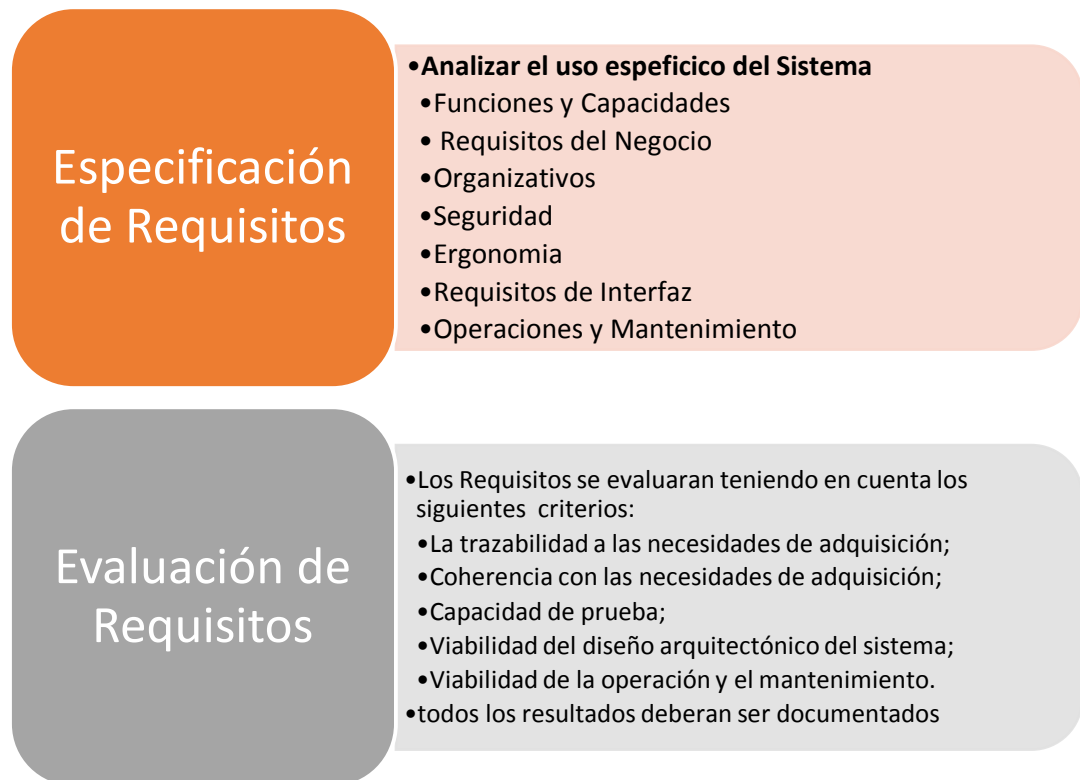 Especificación
de Requisitos
•Analizar el uso espeficico del Sistema
•Funciones y Capacidades
• Requisitos del Negocio
•Organizativos
•Seguridad
•Ergonomia
•Requisitos de Interfaz
•Operaciones y Mantenimiento
Evaluación de
Requisitos
•Los Requisitos se evaluaran teniendo en cuenta los
siguientes criterios:
•La trazabilidad a las necesidades de adquisición;
•Coherencia con las necesidades de adquisición;
•Capacidad de prueba;
•Viabilidad del diseño arquitectónico del sistema;
•Viabilidad de la operación y el mantenimiento.
•todos los resultados deberan ser documentados